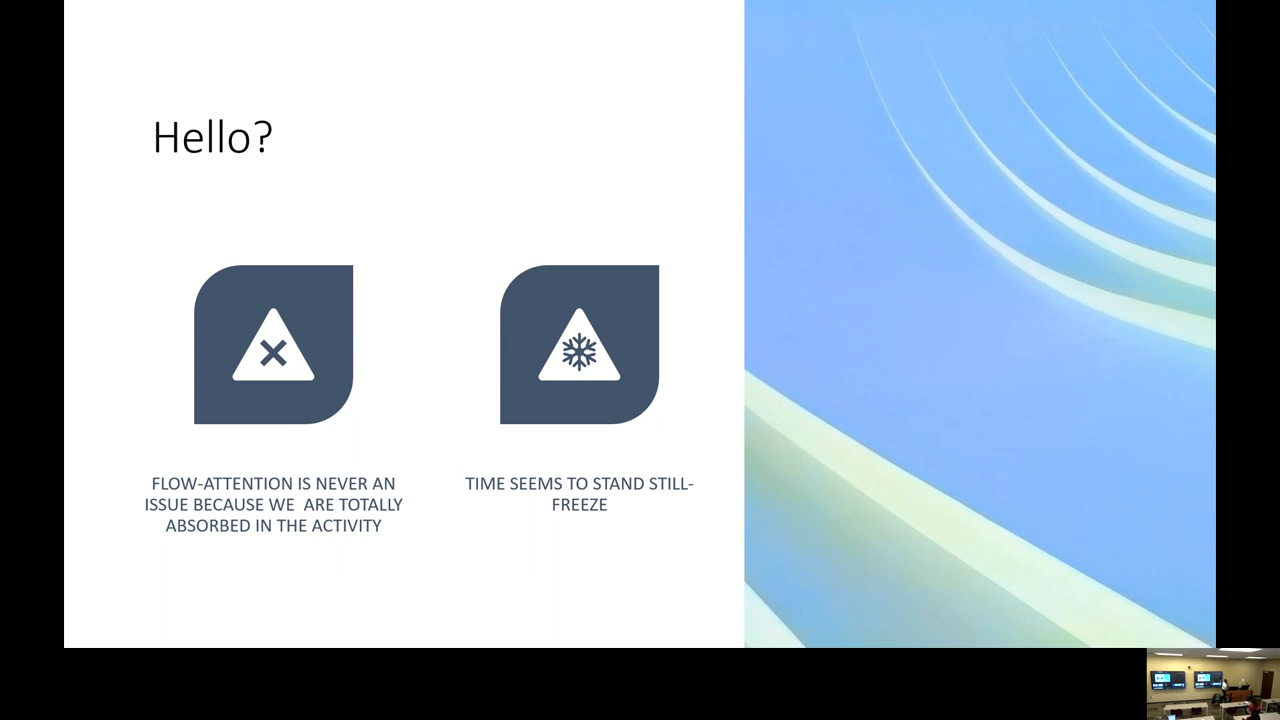 Hello?
FLOW-ATTENTION IS NEVER AN
ISSUE BECAUSE WE  ARE TOTALLY
ABSORBED IN THE ACTIVITY
TIME SEEMS TO STAND STILL-
FREEZE